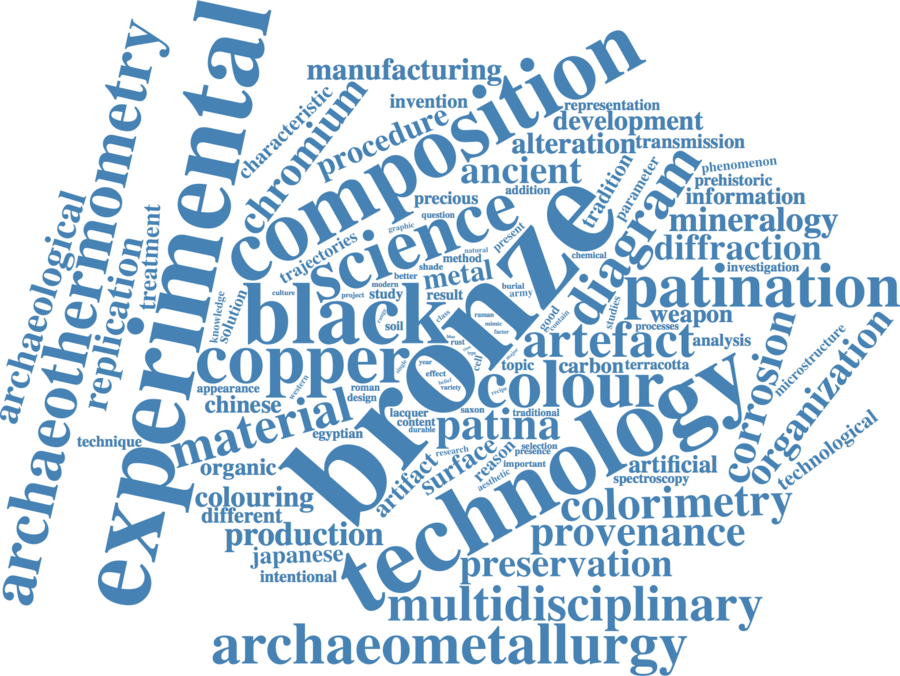 experimental
archaeothermometry
archaeological
replication
treatment
technique
manufacturing
characteristic
chromium
invention
procedure
composition
representation
development
alteration
transmission
ancient
addition
precious
question
graphic
science
trajectories
tradition
parameter
phenomenon
prehistoric
information
mineralogy
diagram
diffraction
investigation
chemical
present
natural
method
shade
metal
better
modern
study
result
burial
army
culture
project
knowledge
solution
black
soil
class
raman
mimic
factor
rust
good
contain
studies
patination
weapon
processes
analysis
artefact
bronze
copper
year
effect
belief
variety
cell
major
single
topic
carbon
terracotta
colour
recipe
appearance
western
roman
design
chinese
material
egyptian
lacquer
content
durable
saxon
traditional
patina
corrosion
microstructure
organization
technological
technology
organic
artifact
research
surface
reason
selection
presence
important
aesthetic
artificial
spectroscopy
colouring
different
production
japanese
intentional
colorimetry
provenance
preservation
multidisciplinary
archaeometallurgy